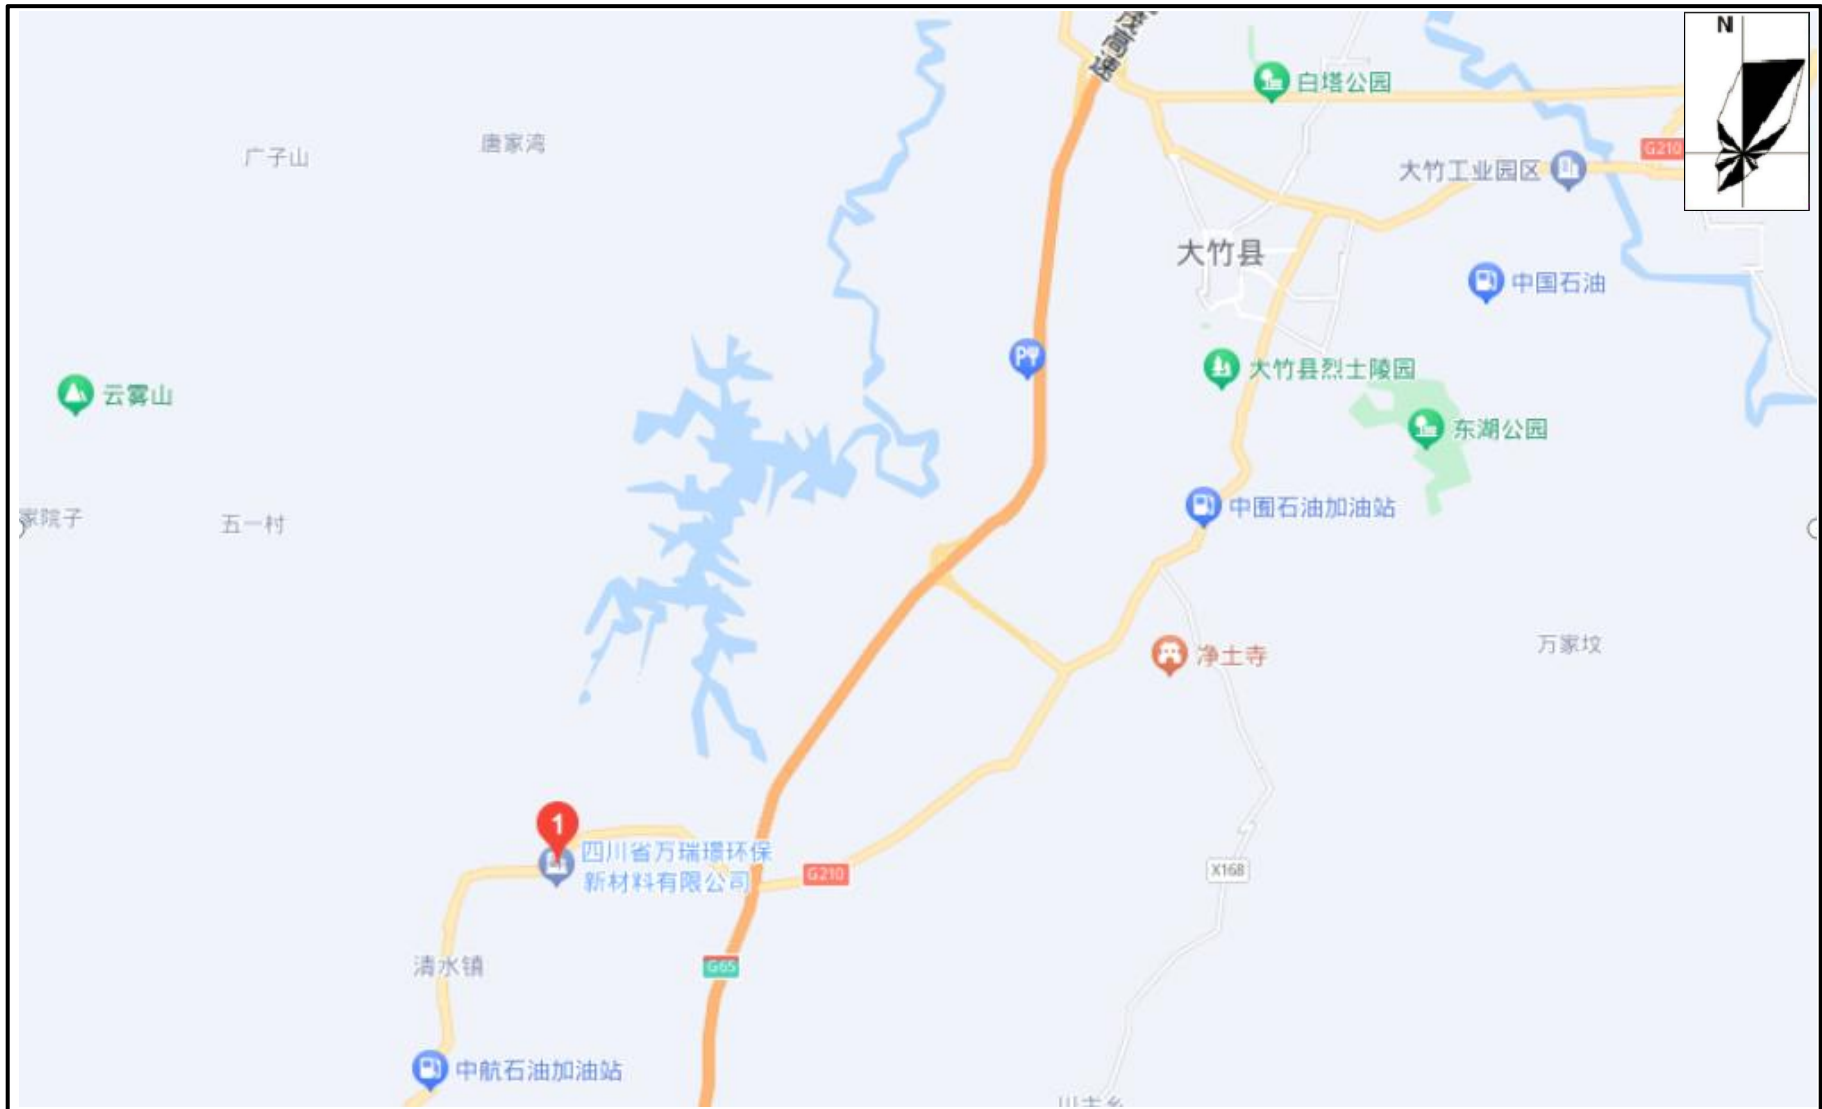 茂高速
N
白塔公园
唐家湾
广子山
G210
大竹工业园区
大竹县
中国石油
P
大竹县烈士陵园
云雾山
东湖公园
中国石油加油站
家院子
五一村
净土寺
万家坟
1
四川省万瑞璟环保
新材料有限公司
G210
X168
清水镇
G65
中航石油加油站